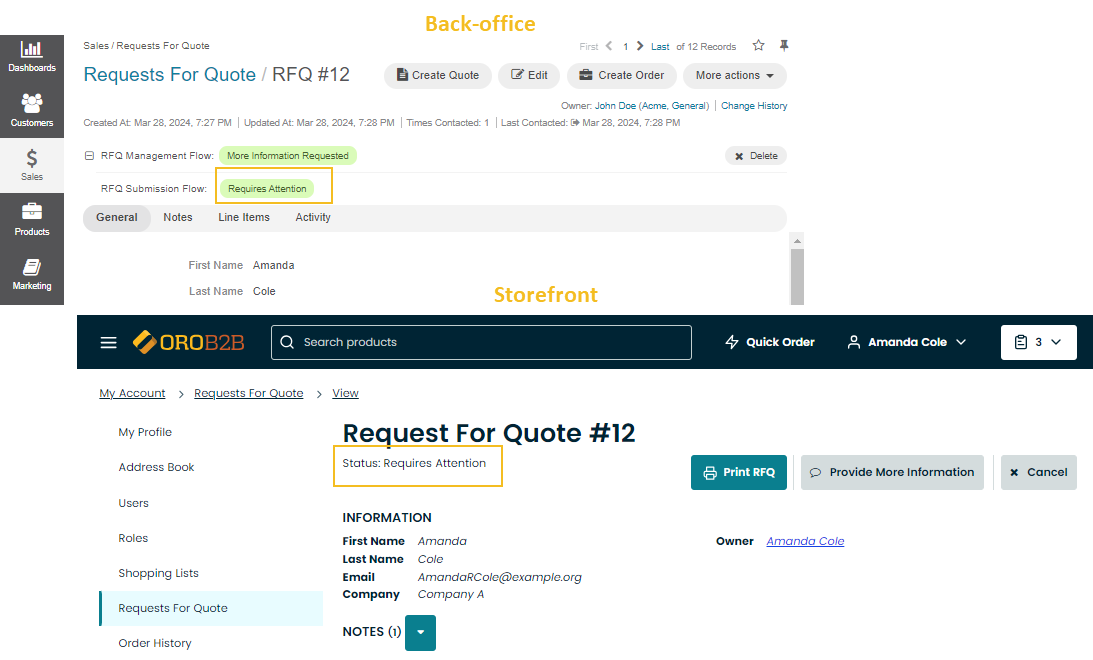 Back-office
Dashboards
Customers
Sales
Products
Marketing
Sales / Requests For Quote
First 1 Last of 12 Records
Requests For Quote / RFQ #12
Create Quote Edit Create Order More actions
Owner: John Doe (Acme, General) | Change History
Created At: Mar 28, 2024, 7:27 PM | Updated At: Mar 28, 2024, 7:28 PM | Times Contacted: 1 | Last Contacted: Mar 28, 2024, 7:28 PM
RFQ Management Flow: More Information Requested Delete
RFQ Submission Flow: Requires Attention
General Notes Line Items Activity
First Name Amanda
Last Name Cole
Storefront
OROB2B Search products Quick Order Amanda Cole 3
My Account > Requests For Quote > View
My Profile
Address Book
Users
Roles
Shopping Lists
Requests For Quote
Order History
Request For Quote #12
Status: Requires Attention
Print RFQ Provide More Information Cancel
INFORMATION
First Name Amanda Owner Amanda Cole
Last Name Cole
Email AmandaRCole@example.org
Company Company A
NOTES (1)